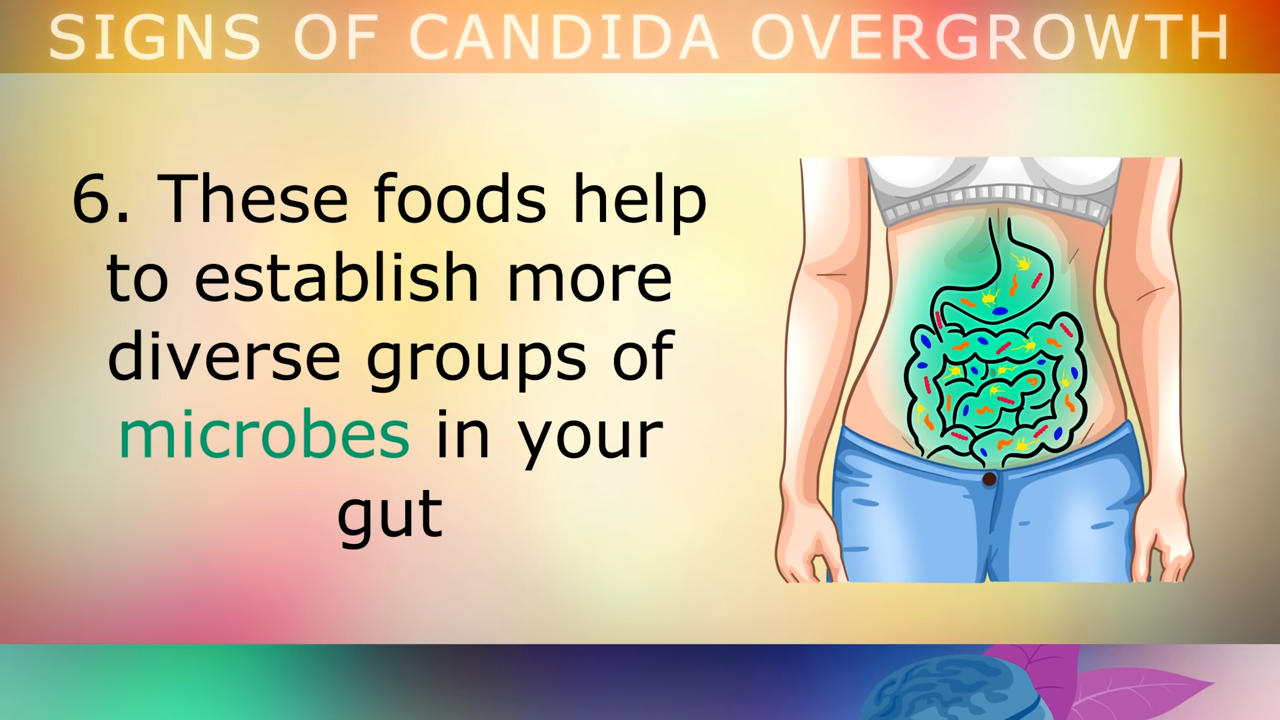 SIGNS OF CANDIDA OVERGROWTH
6. These foods help
to establish more
diverse groups of
microbes in your
gut